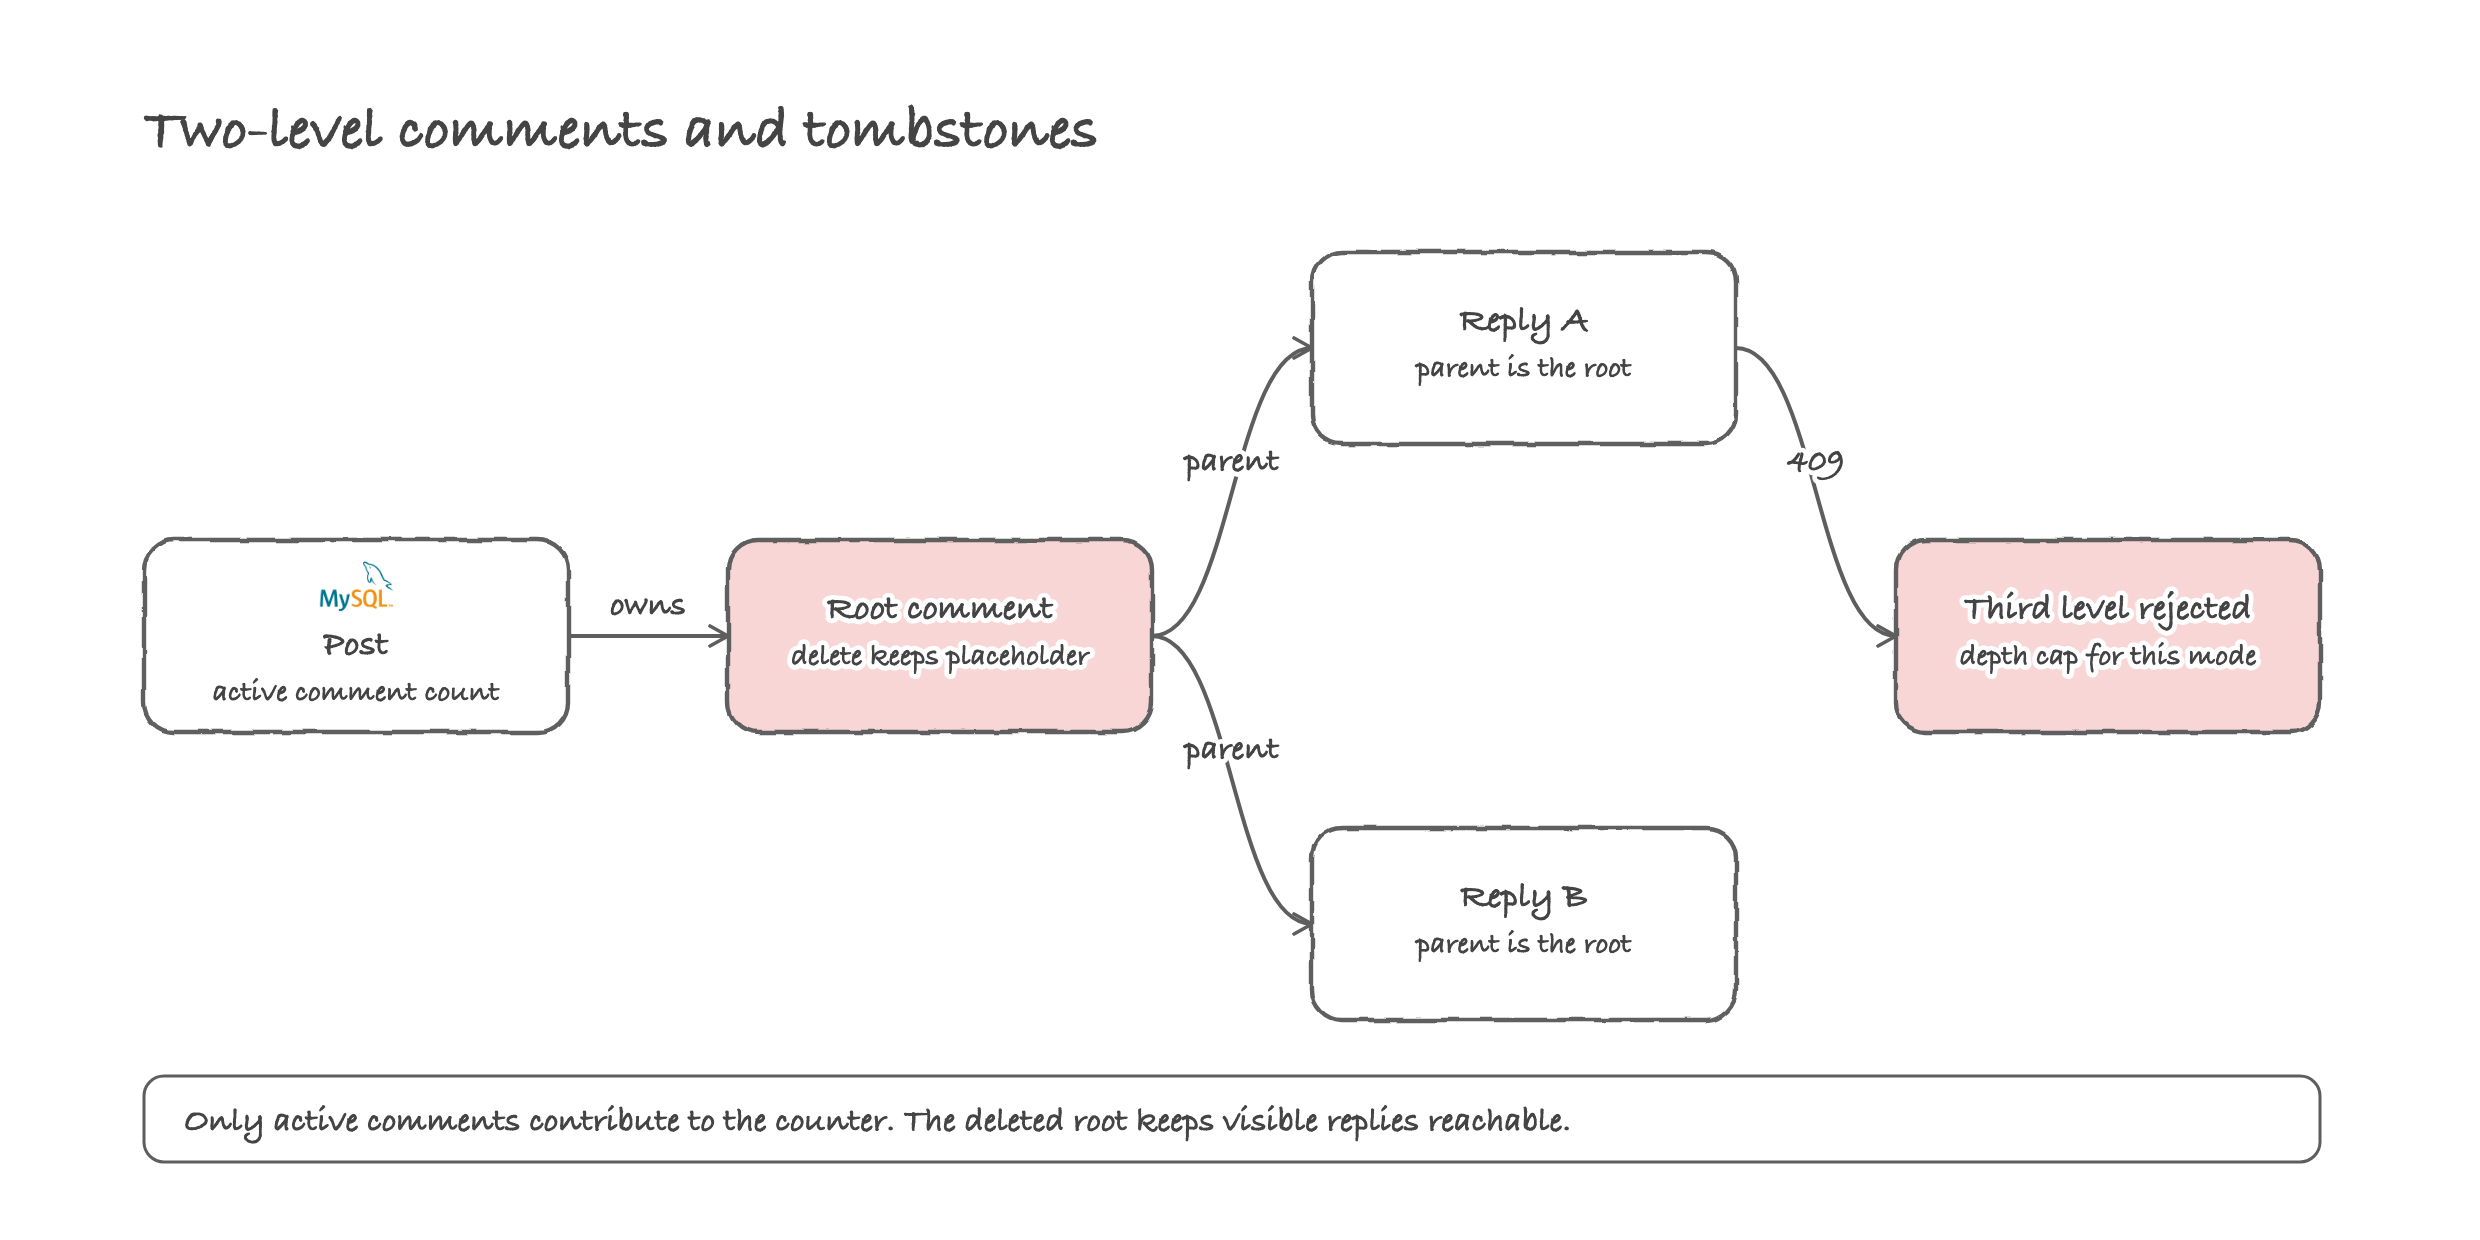 Two-level comments and tombstones
Reply A
parent is the root
parent
409
MySQL
Post
active comment count
owns
Root comment
delete keeps placeholder
Third level rejected
depth cap for this mode
parent
Reply B
parent is the root
Only active comments contribute to the counter. The deleted root keeps visible replies reachable.